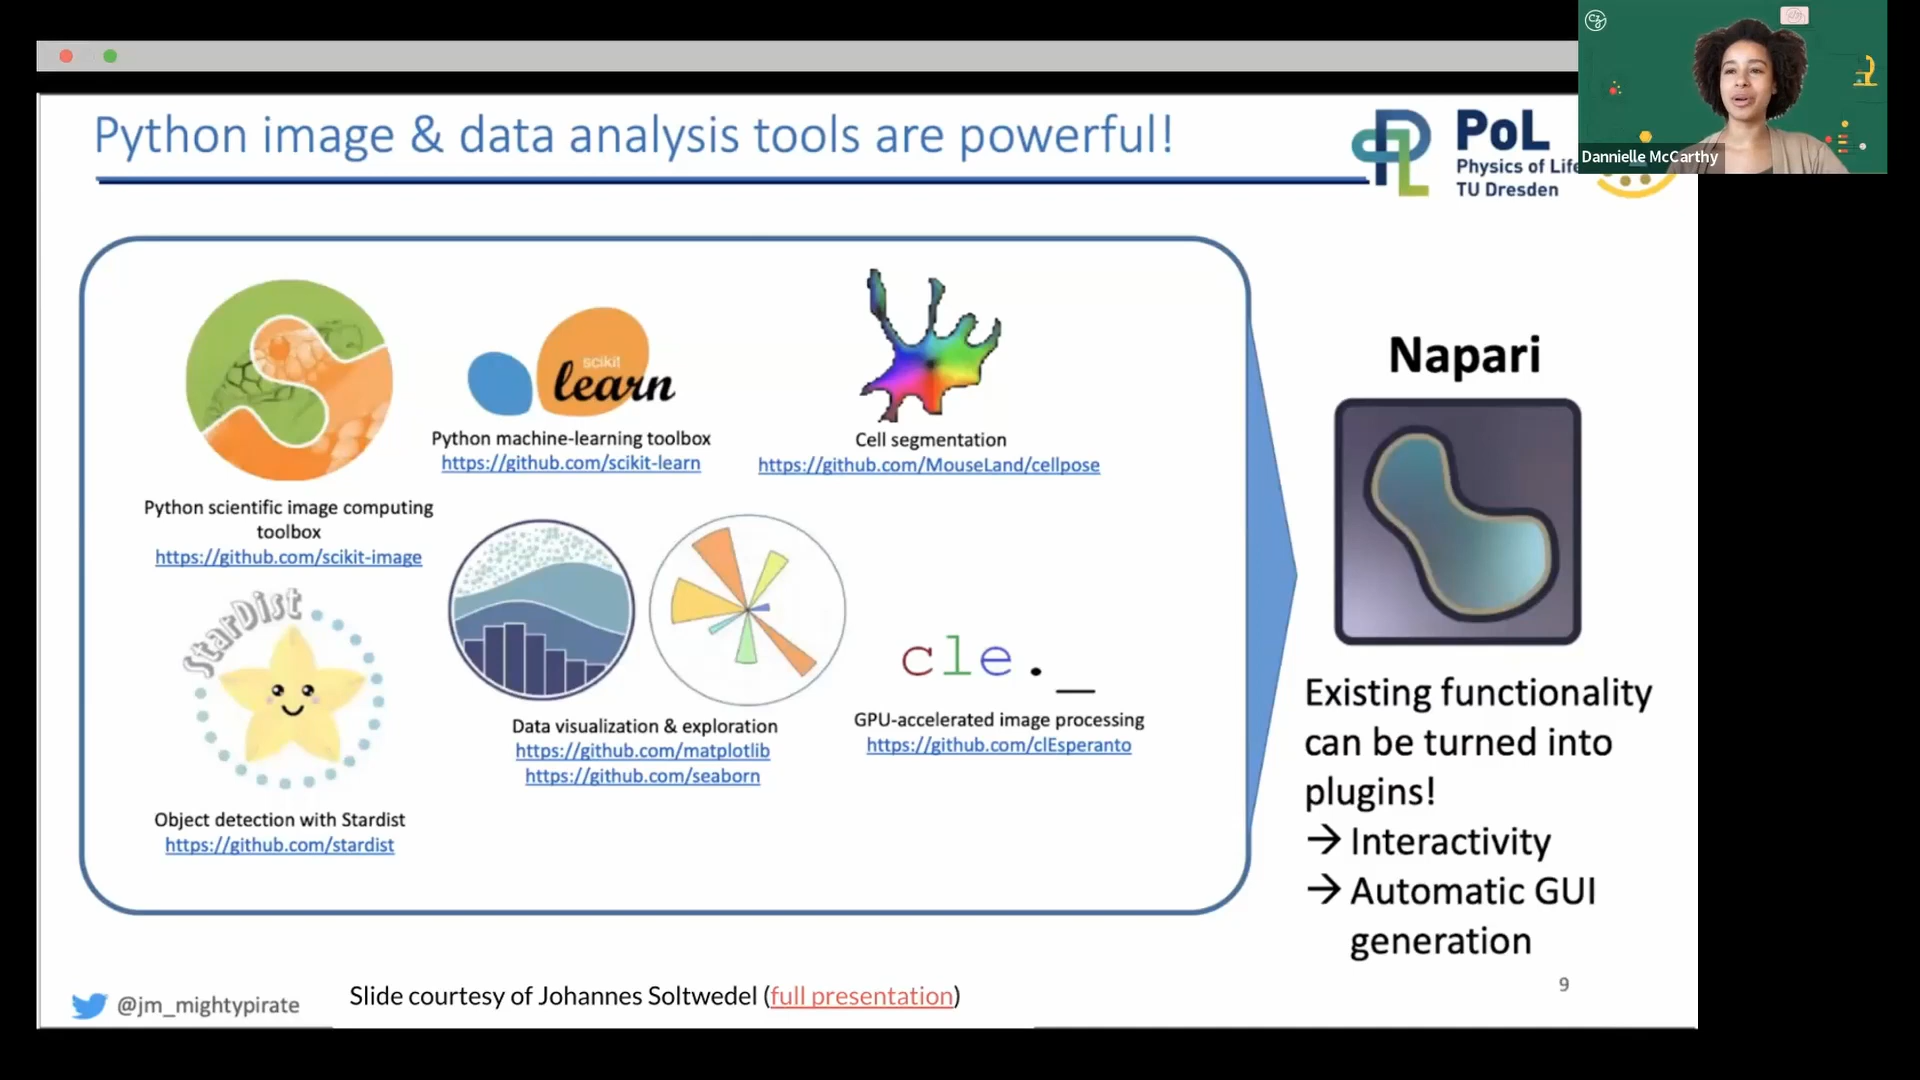 Python image & data analysis tools are powerful!
PoL
Physics of Life
TU Dresden
CZI
Dannielle McCarthy
scikit
learn
Python machine-learning toolbox
https://github.com/scikit-learn
Cell segmentation
https://github.com/MouseLand/cellpose
Python scientific image computing
toolbox
https://github.com/scikit-image
StarDist
Object detection with Stardist
https://github.com/stardist
Data visualization & exploration
https://github.com/matplotlib
https://github.com/seaborn
cle._
GPU-accelerated image processing
https://github.com/clEsperanto
Napari
Existing functionality
can be turned into
plugins!
→ Interactivity
→ Automatic GUI
generation
@jm_mightypirate
Slide courtesy of Johannes Soltwedel (full presentation)
9